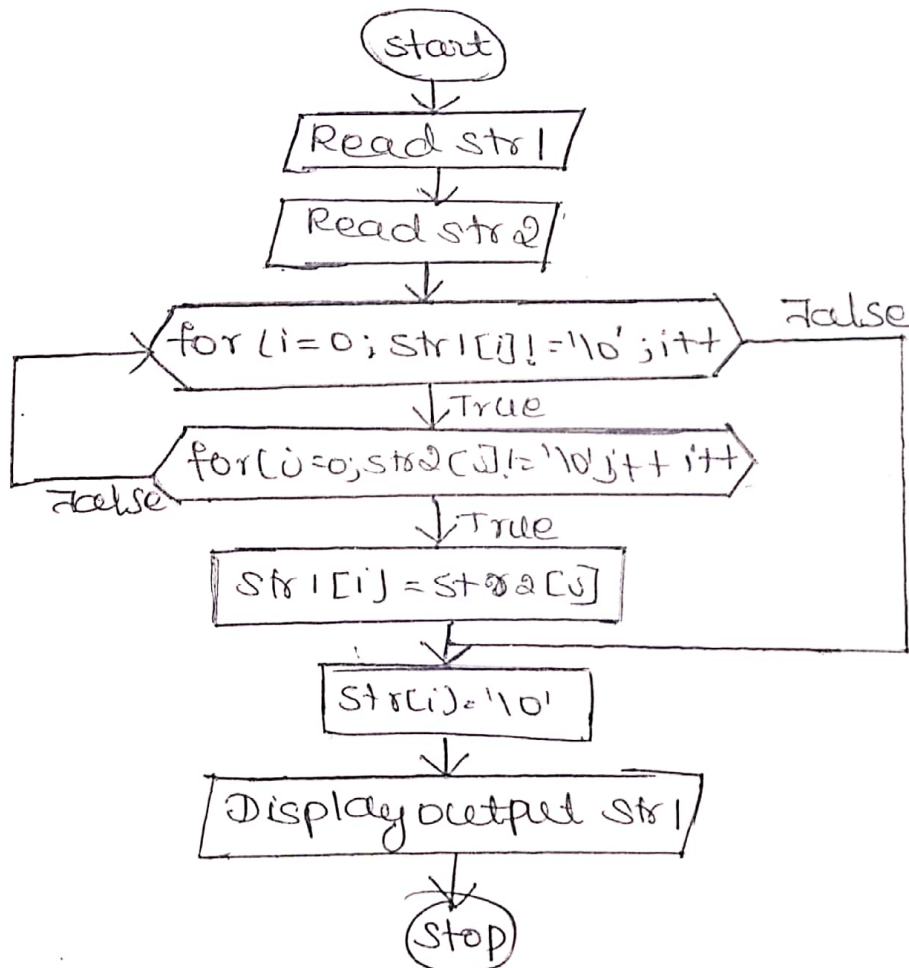 start
Read str1
Read str2
for(i=0; str1[i]!='\0';i++
False
True
for(j=0;str2[j]!='\0'j++ i++
False
True
str1[i]=str2[j]
str[i]='\0'
Display output str1
stop